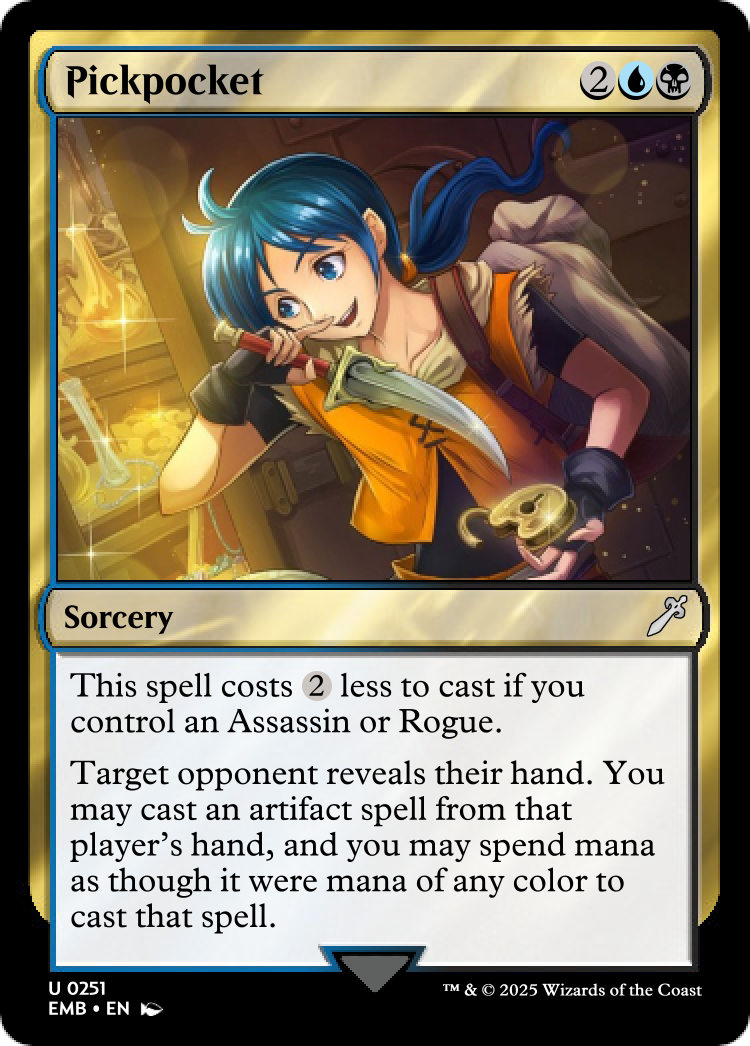 Pickpocket 2
Sorcery
This spell costs 2 less to cast if you
control an Assassin or Rogue.
Target opponent reveals their hand. You
may cast an artifact spell from that
player's hand, and you may spend mana
as though it were mana of any color to
cast that spell.
U 0251
EMB • EN
™ & © 2025 Wizards of the Coast